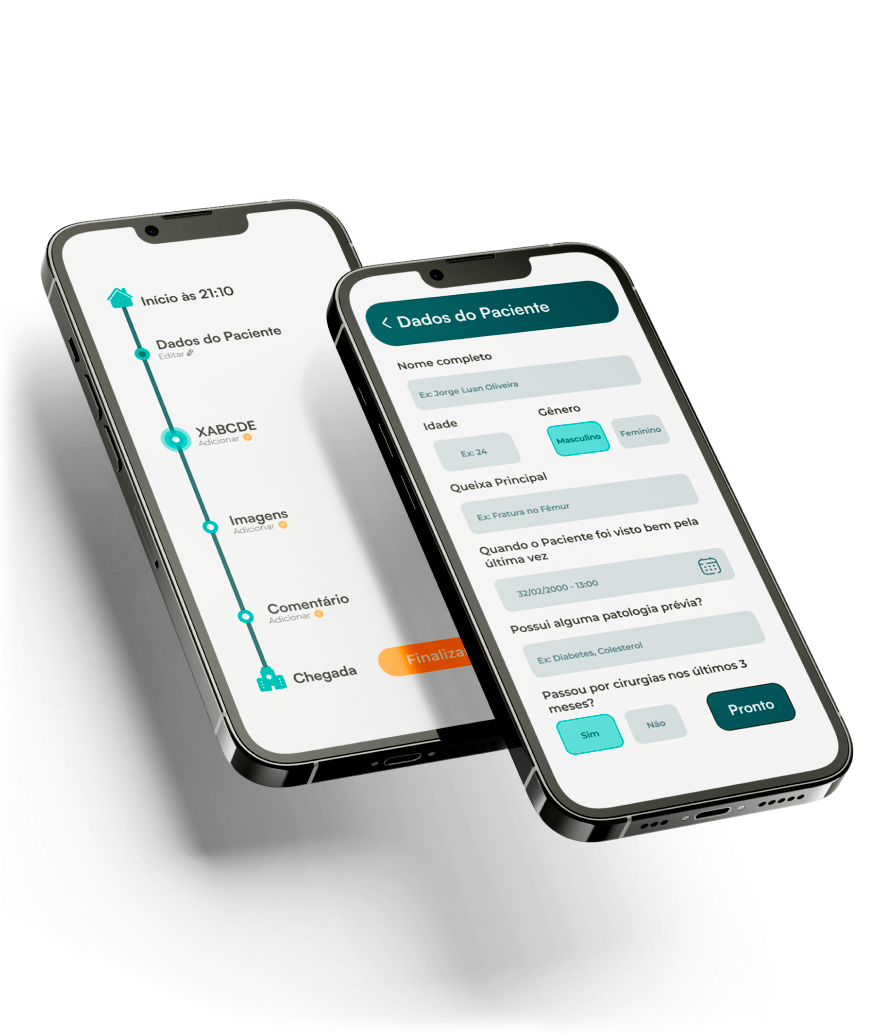 Início às 21:10
Dados do Paciente
Editar
XABCDE
Adicionar
Imagens
Adicionar
Comentário
Adicionar
Chegada
Finaliza
Dados do Paciente
Nome completo
Ex: Jorge Luan Oliveira
Idade
Gênero
Ex: 24
Masculino
Feminino
Queixa Principal
Ex: Fratura no Fêmur
Quando o Paciente foi visto bem pela
última vez
32/02/2000 - 13:00
Possui alguma patologia prévia?
Ex: Diabetes, Colesterol
Passou por cirurgias nos últimos 3
meses?
Sim
Não
Pronto